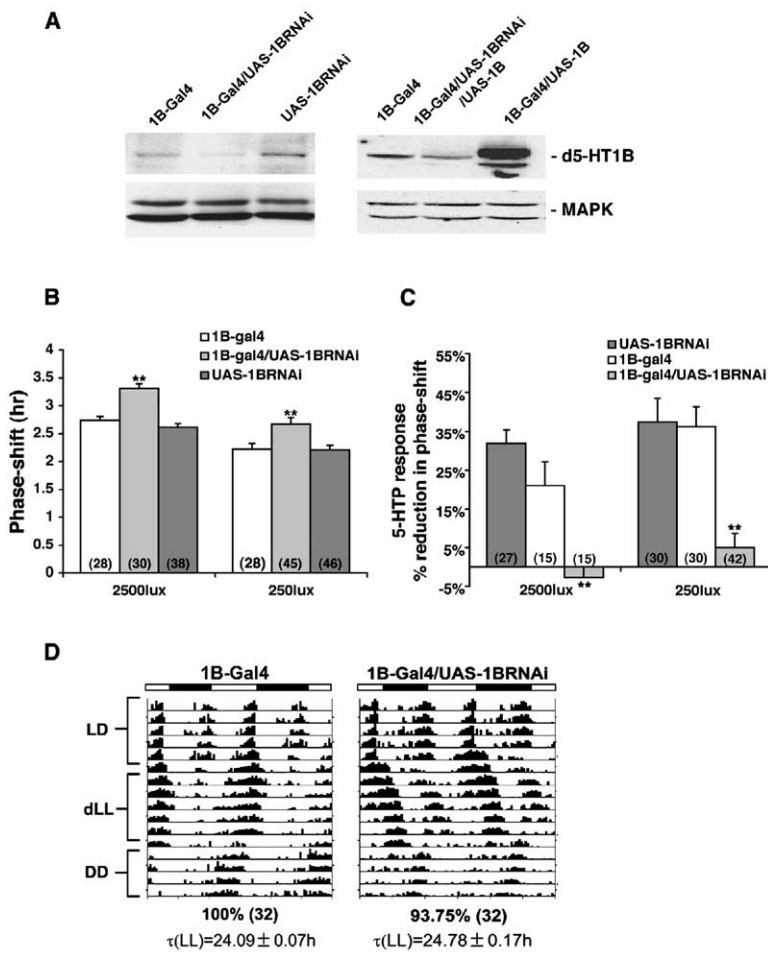 A
1B-Gal4
1B-Gal4/UAS-1BRNAi
UAS-1BRNAi
1B-Gal4
1B-Gal4/UAS-1BRNAi
/UAS-1B
1B-Gal4/UAS-1B
- d5-HT1B
- MAPK
B
1B-gal4
1B-gal4/UAS-1BRNAi
UAS-1BRNAi
Phase-shift (hr)
4
3.5
3
2.5
2
1.5
1
0.5
0
** **
(28) (30) (38) (28) (45) (46)
2500lux 250lux
C
UAS-1BRNAi
1B-gal4
1B-gal4/UAS-1BRNAi
5-HTP response
% reduction in phase-shift
55%
45%
35%
25%
15%
5%
-5%
(27) (15) (15) (30) (30) (42)
** **
2500lux 250lux
D
1B-Gal4 1B-Gal4/UAS-1BRNAi
LD
dLL
DD
100% (32) 93.75% (32)
τ(LL)=24.09 ± 0.07h τ(LL)=24.78 ± 0.17h